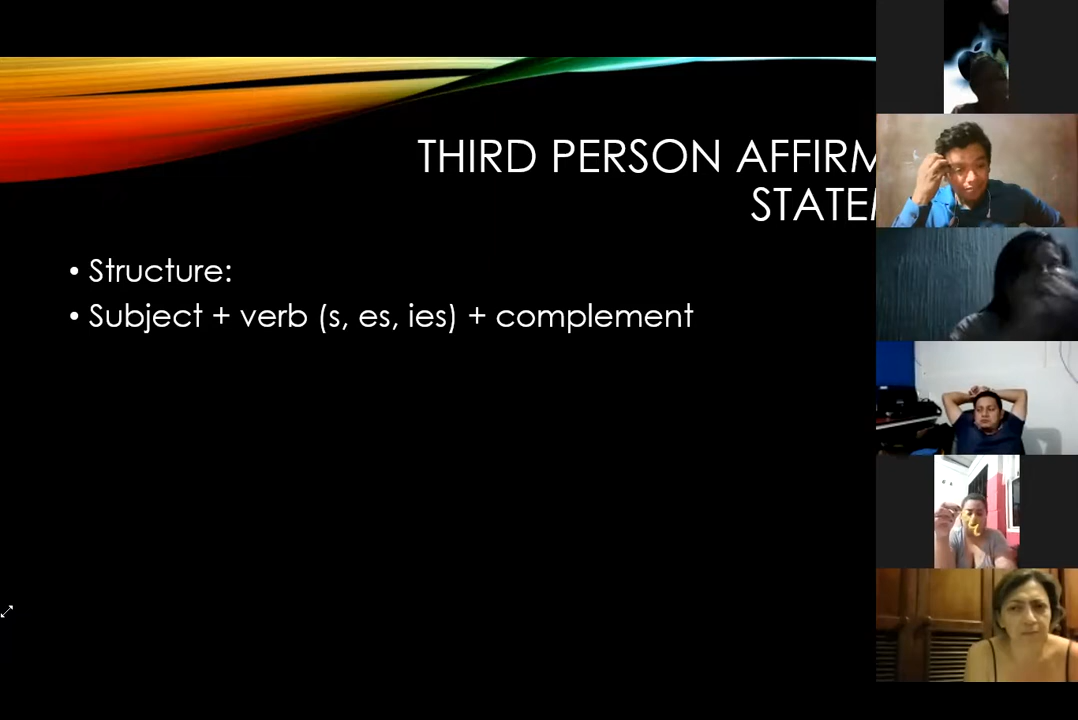 THIRD PERSON AFFIRM
STATE
• Structure:
• Subject + verb (s, es, ies) + complement